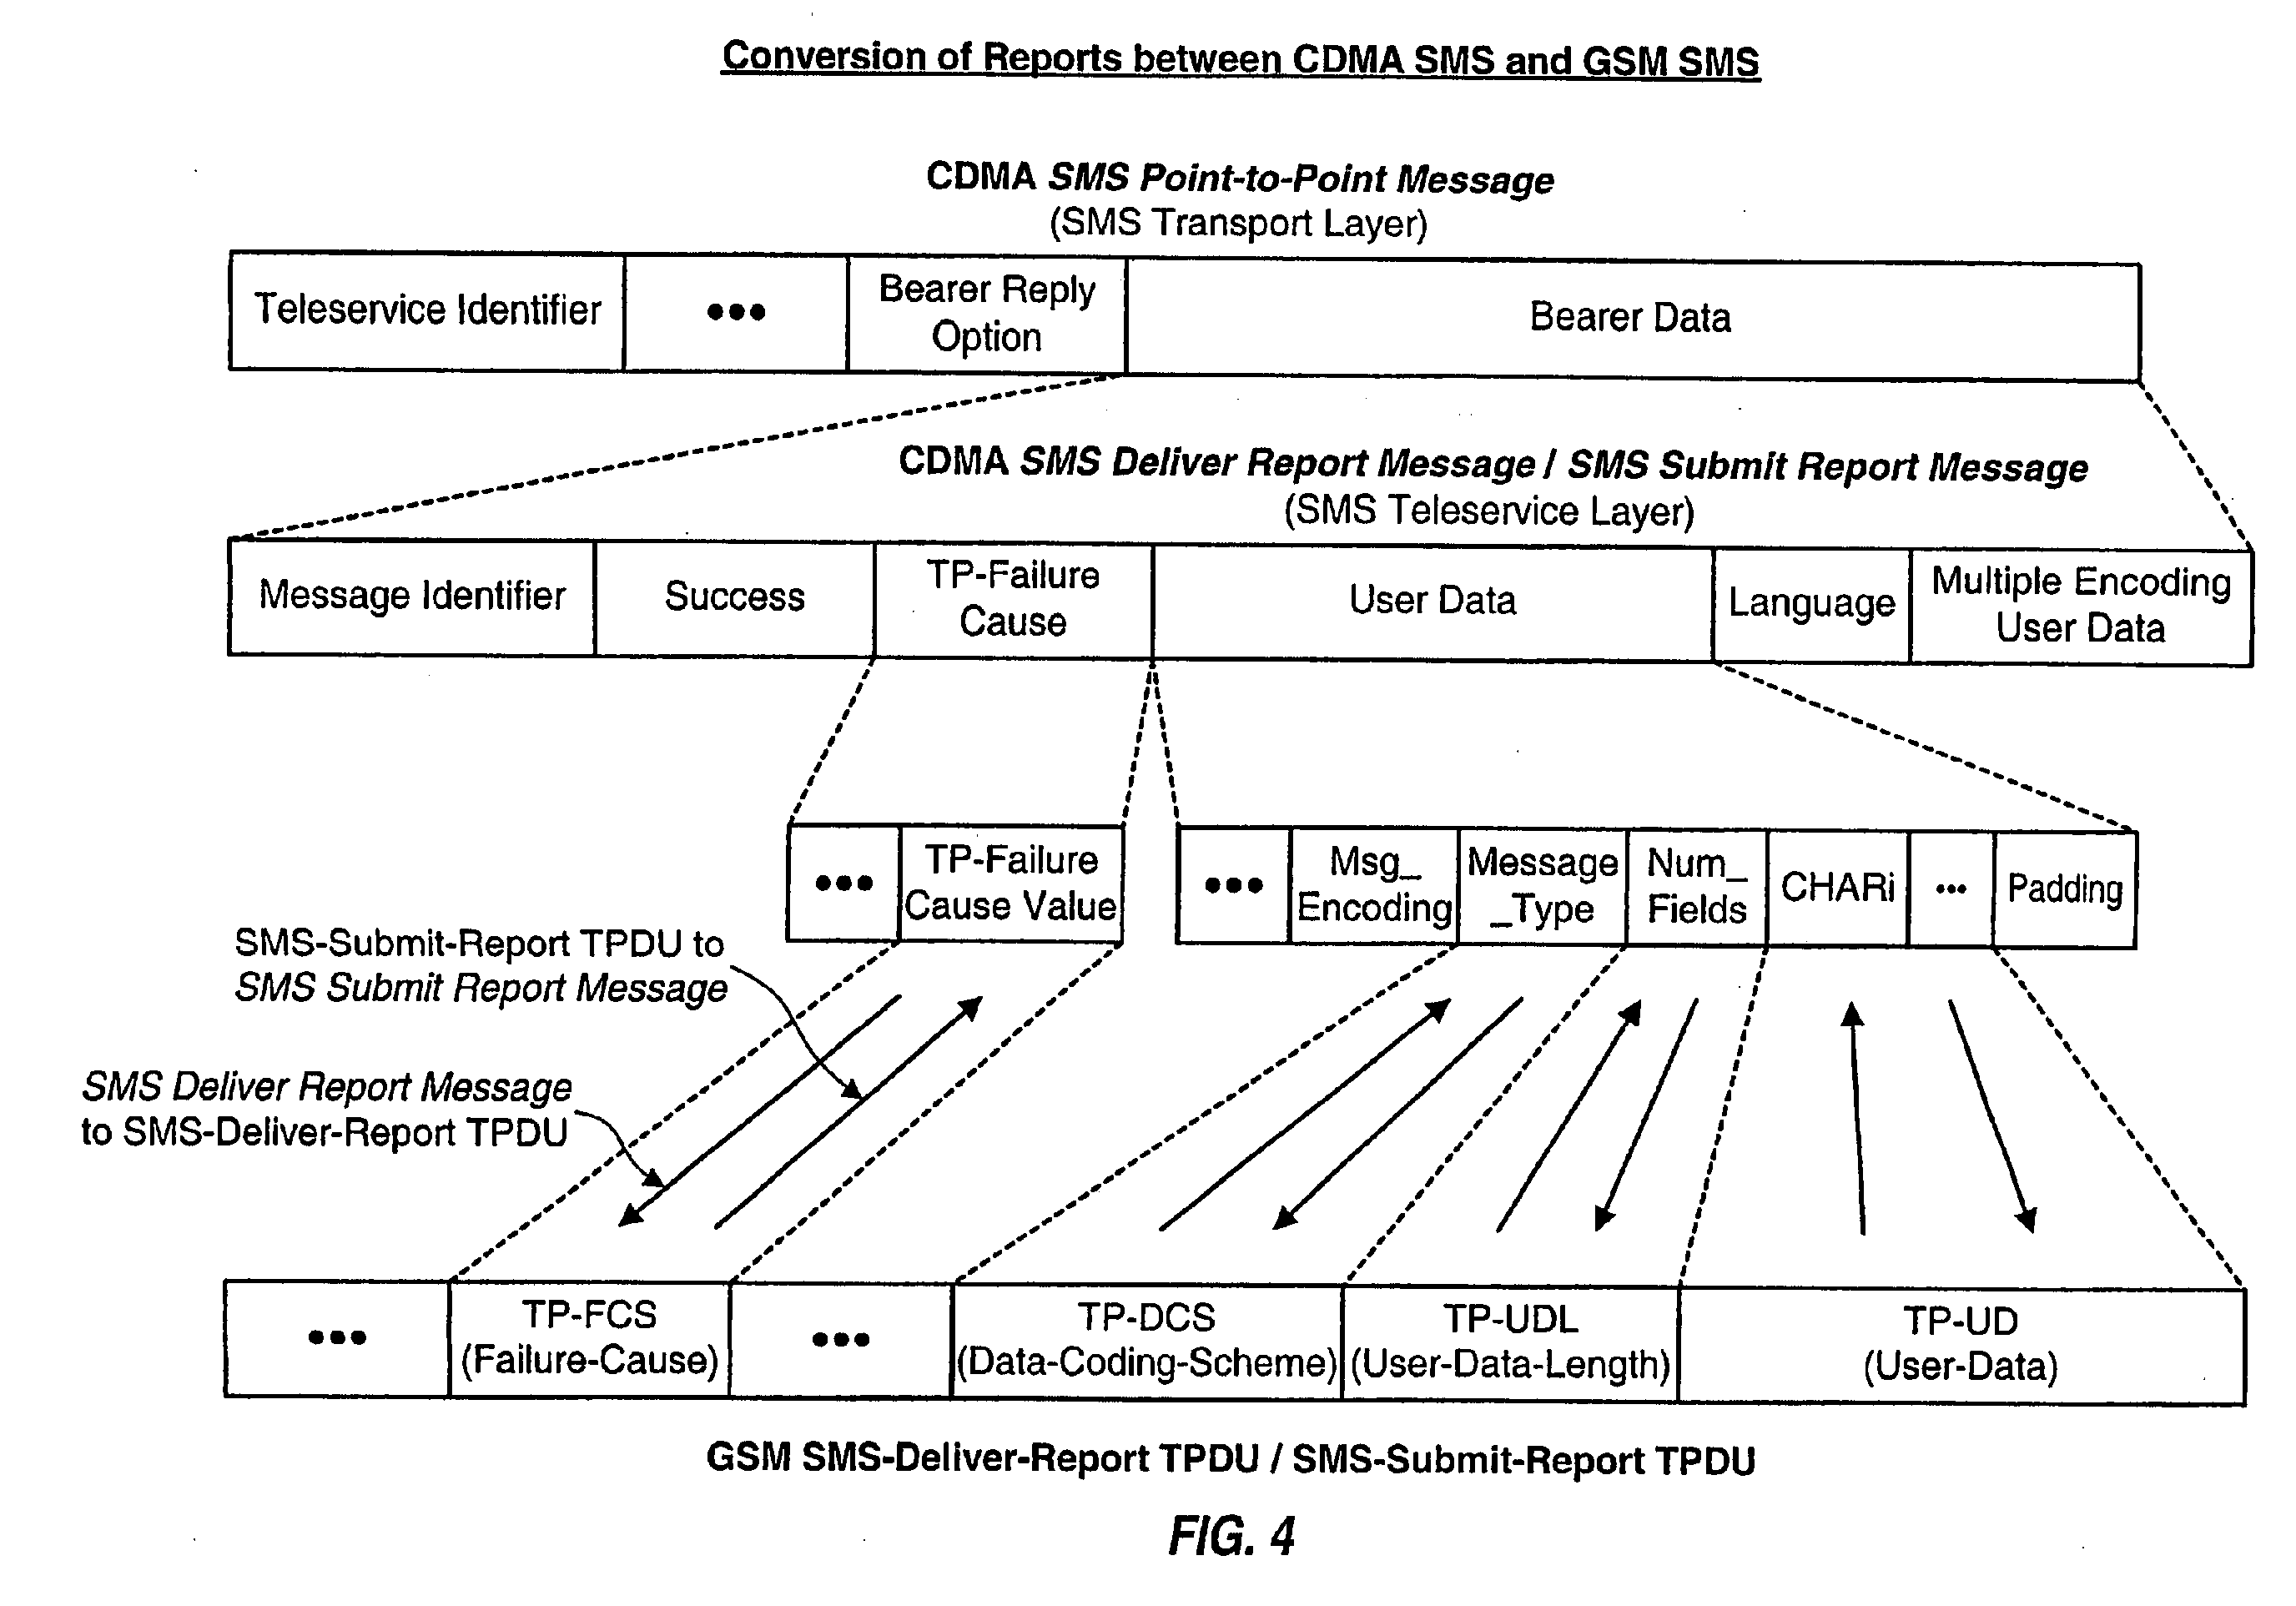 Conversion of Reports between CDMA SMS and GSM SMS
CDMA SMS Point-to-Point Message
(SMS Transport Layer)
Teleservice Identifier
•••
Bearer Reply
Option
Bearer Data
CDMA SMS Deliver Report Message / SMS Submit Report Message
(SMS Teleservice Layer)
Message Identifier
Success
TP-Failure
Cause
User Data
Language
Multiple Encoding
User Data
•••
TP-Failure
Cause Value
•••
Msg_
Encoding
Message
_Type
Num_
Fields
CHARi
•••
Padding
SMS-Submit-Report TPDU to
SMS Submit Report Message
SMS Deliver Report Message
to SMS-Deliver-Report TPDU
•••
TP-FCS
(Failure-Cause)
•••
TP-DCS
(Data-Coding-Scheme)
TP-UDL
(User-Data-Length)
TP-UD
(User-Data)
GSM SMS-Deliver-Report TPDU / SMS-Submit-Report TPDU
FIG. 4